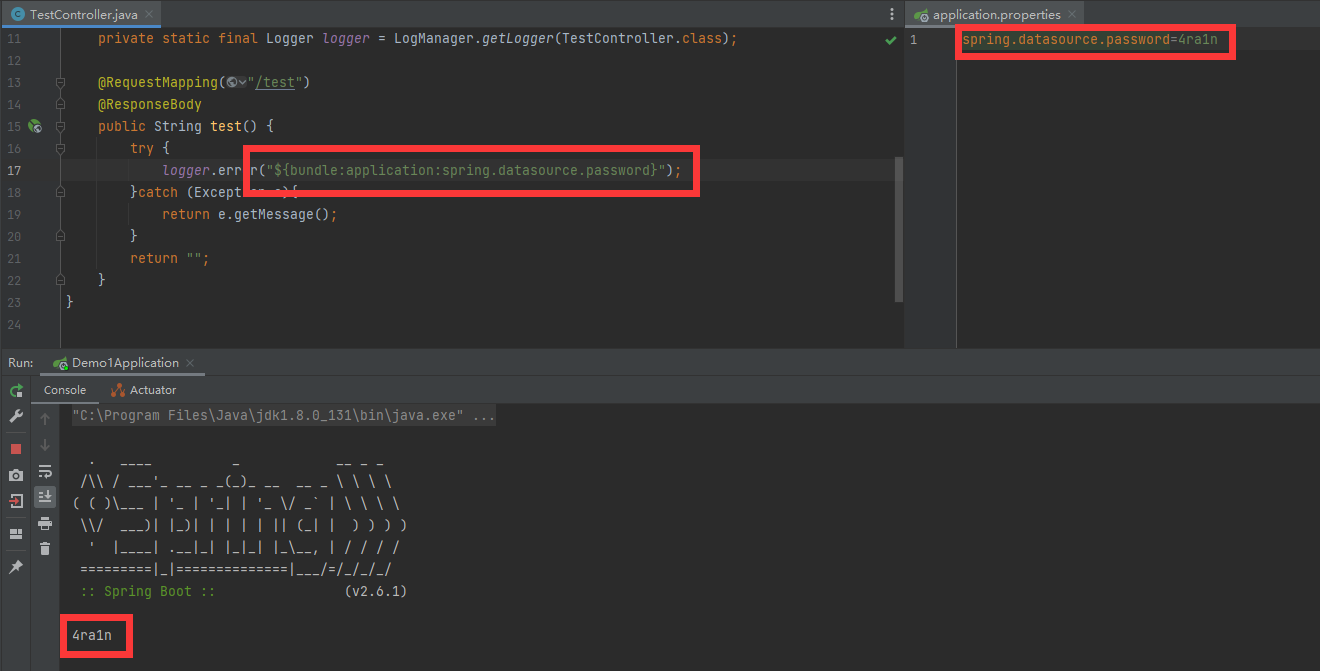 TestController.java
application.properties
11 private static final Logger logger = LogManager.getLogger(TestController.class);
12
13 @RequestMapping("/test")
14 @ResponseBody
15 public String test() {
16 try {
17 logger.error("${bundle:application:spring.datasource.password}");
18 }catch (Exception e){
19 return e.getMessage();
20 }
21 return "";
22 }
23 }
24
1 spring.datasource.password=4ra1n
Run: Demo1Application
Console Actuator
"C:\Program Files\Java\jdk1.8.0_131\bin\java.exe" ...
  .   ____          _            __ _ _
 /\\ / ___'_ __ _ _(_)_ __  __ _ \ \ \ \
( ( )\___ | '_ | '_| | '_ \/ _` | \ \ \ \
 \\/  ___)| |_)| | | | | || (_| |  ) ) ) )
  '  |____| .__|_| |_|_| |_\__, | / / / /
 =========|_|==============|___/=/_/_/_/
 :: Spring Boot ::                (v2.6.1)
4ra1n